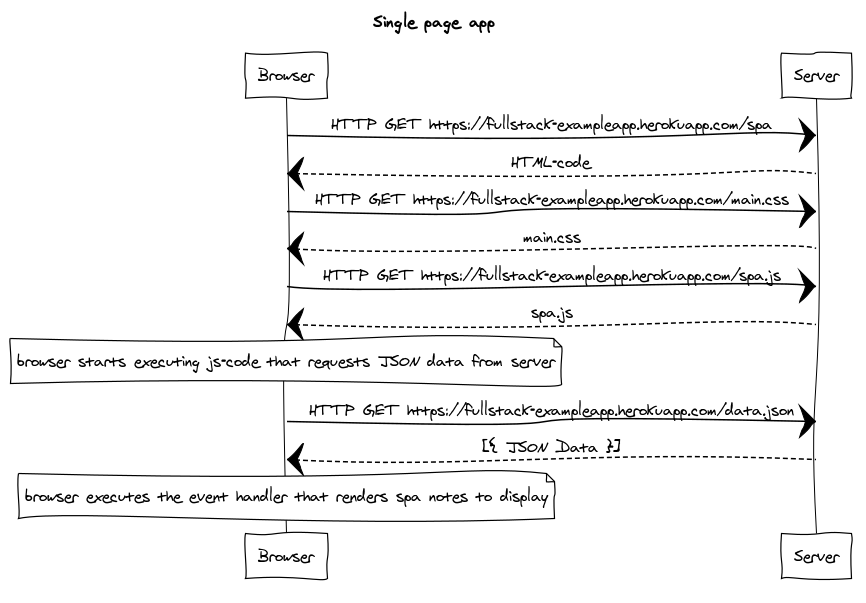 Single page app
Browser
Server
HTTP GET https://fullstack-exampleapp.herokuapp.com/spa
HTML-code
HTTP GET https://fullstack-exampleapp.herokuapp.com/main.css
main.css
HTTP GET https://fullstack-exampleapp.herokuapp.com/spa.js
spa.js
browser starts executing js-code that requests JSON data from server
HTTP GET https://fullstack-exampleapp.herokuapp.com/data.json
[{ JSON Data }]
browser executes the event handler that renders spa notes to display
Browser
Server